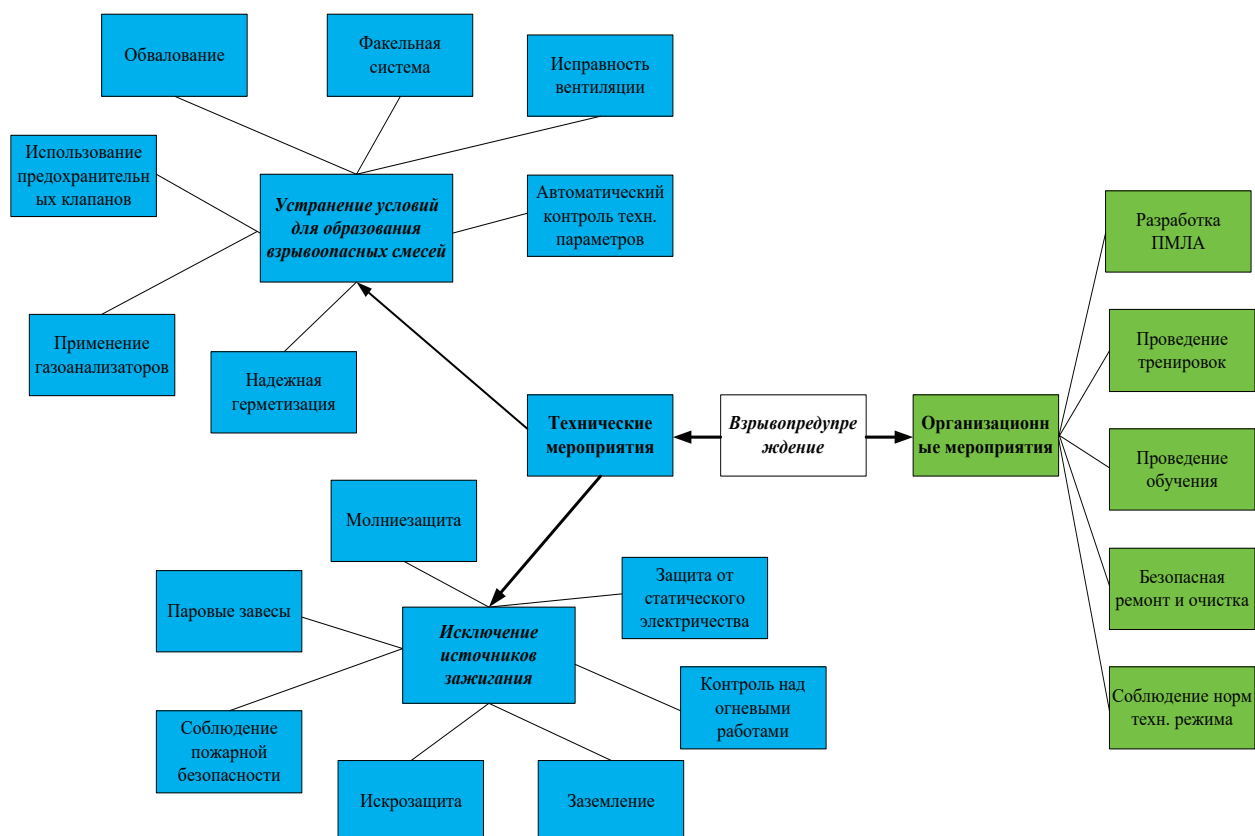 Обвалование
Факельная
система
Исправность
вентиляции
Использование
предохранительн
ых клапанов
Устранение условий
для образования
взрывоопасных смесей
Автоматический
контроль техн.
параметров
Применение
газоанализаторов
Надежная
герметизация
Технические
мероприятия
Взрывопредупре
ждение
Организационн
ые мероприятия
Разработка
ПМЛА
Проведение
тренировок
Проведение
обучения
Безопасная
ремонт и очистка
Соблюдение норм
техн. режима
Молниезащита
Паровые завесы
Защита от
статического
электричества
Исключение
источников
зажигания
Контроль над
огневыми
работами
Соблюдение
пожарной
безопасности
Искрозащита
Заземление